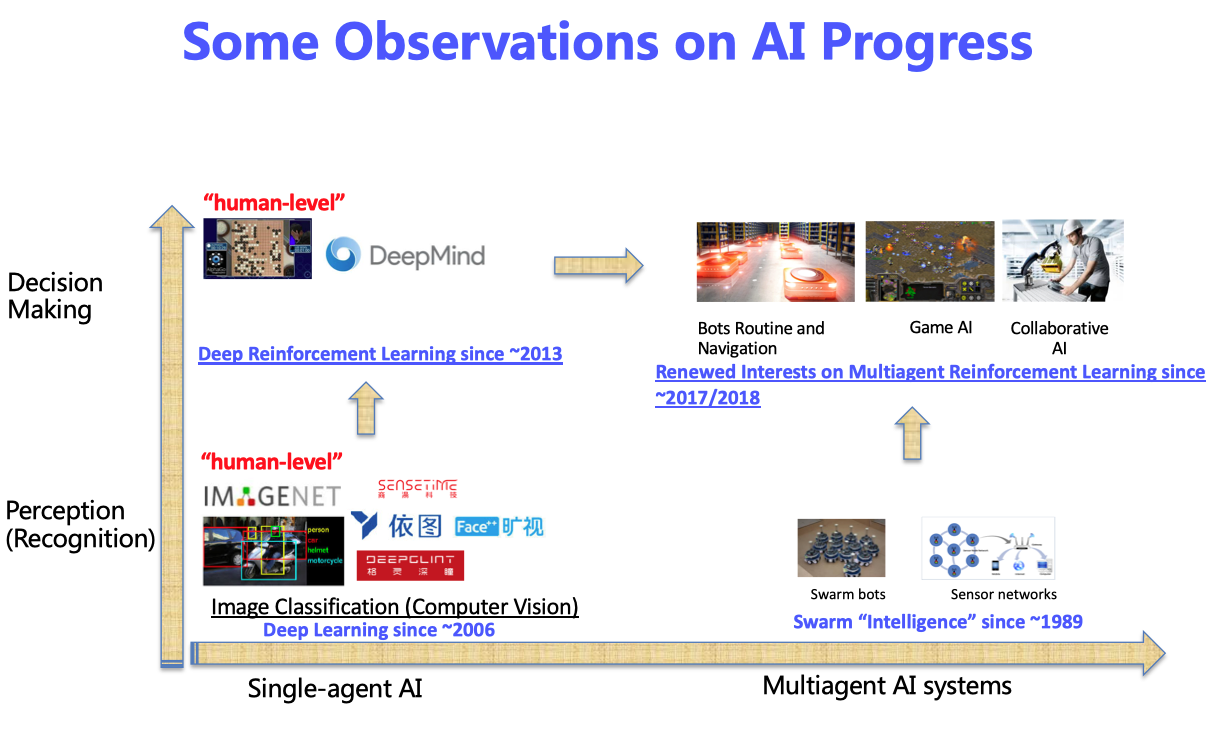 Some Observations on AI Progress
“human-level”
DeepMind
Decision
Making
Bots Routine and
Navigation
Game AI
Collaborative
AI
Deep Reinforcement Learning since ~2013
Renewed Interests on Multiagent Reinforcement Learning since
~2017/2018
“human-level”
IMAGENET
SENSETIME
商汤科技
依图
Face++ 旷视
Perception
(Recognition)
person
car
helmet
motorcycle
DEEPGLINT
格灵深瞳
Swarm bots
Sensor networks
Image Classification (Computer Vision)
Deep Learning since ~2006
Swarm “Intelligence” since ~1989
Single-agent AI
Multiagent AI systems